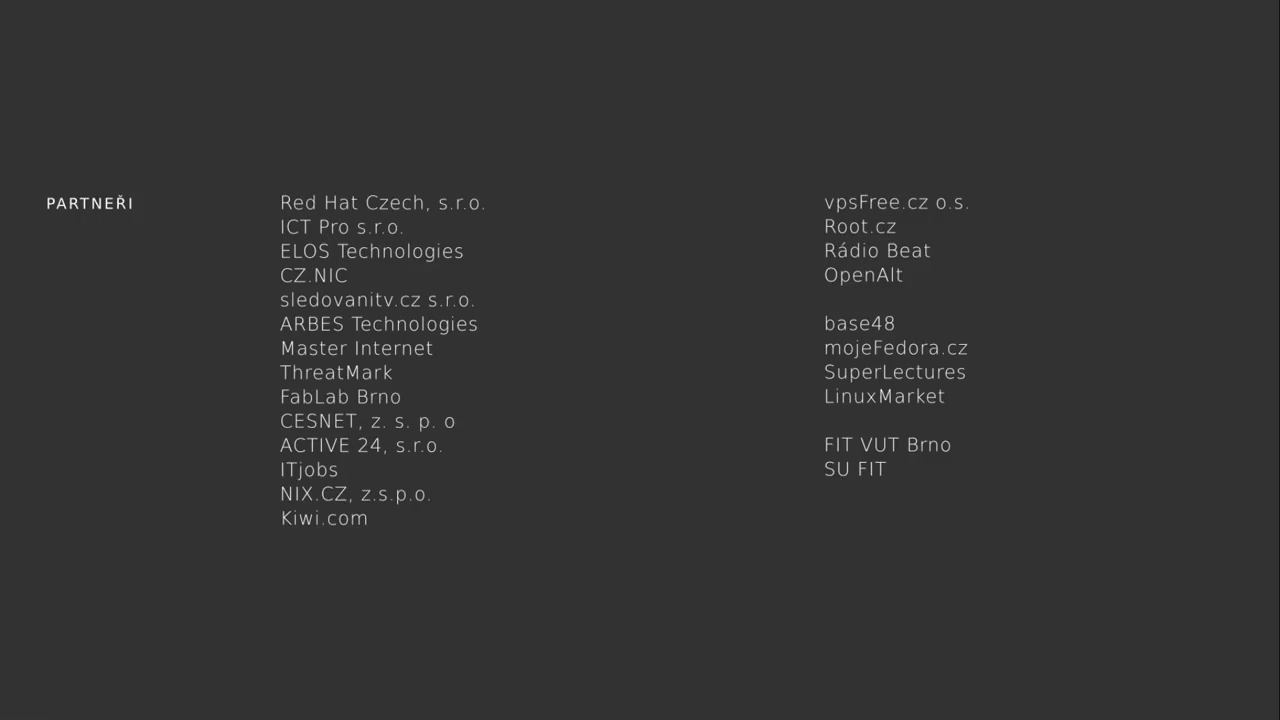 PARTNEŘI
Red Hat Czech, s.r.o.
ICT Pro s.r.o.
ELOS Technologies
CZ.NIC
sledovanitv.cz s.r.o.
ARBES Technologies
Master Internet
ThreatMark
FabLab Brno
CESNET, z. s. p. o
ACTIVE 24, s.r.o.
ITjobs
NIX.CZ, z.s.p.o.
Kiwi.com
vpsFree.cz o.s.
Root.cz
Rádio Beat
OpenAlt
base48
mojeFedora.cz
SuperLectures
LinuxMarket
FIT VUT Brno
SU FIT